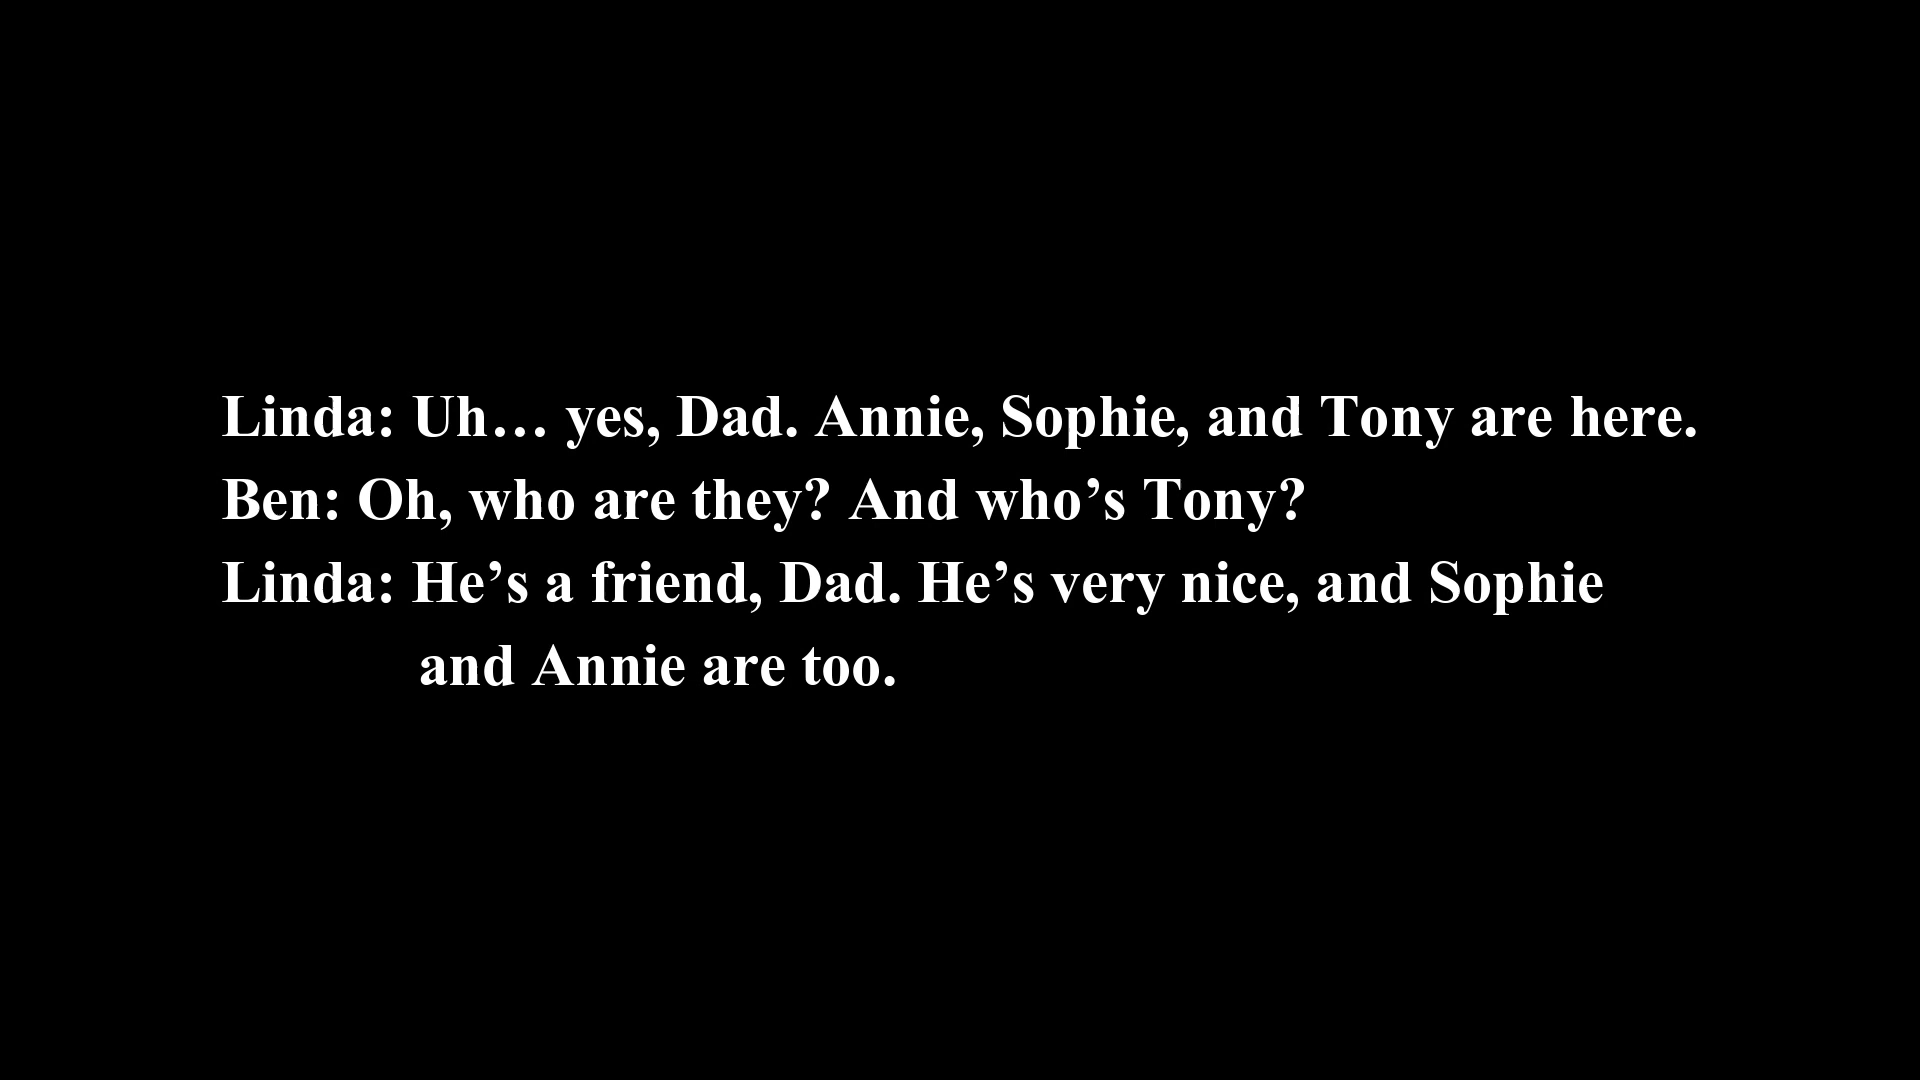 Linda: Uh… yes, Dad. Annie, Sophie, and Tony are here.
Ben: Oh, who are they? And who’s Tony?
Linda: He’s a friend, Dad. He’s very nice, and Sophie
and Annie are too.